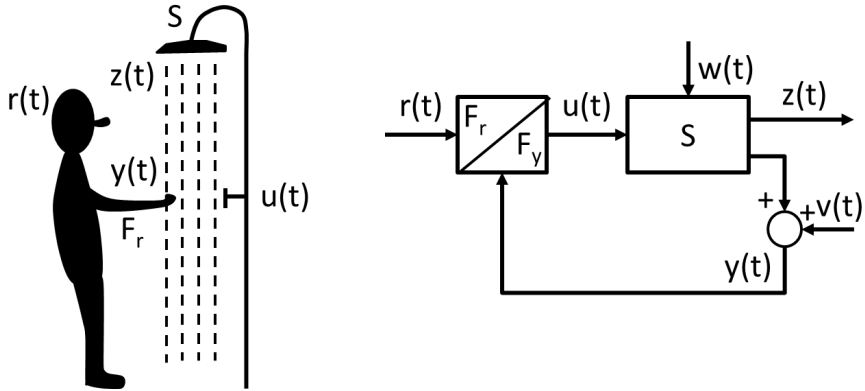 S
z(t)
r(t)
y(t)
F_r
u(t)
w(t)
r(t)
F_r
F_y
u(t)
S
z(t)
+
+
v(t)
y(t)